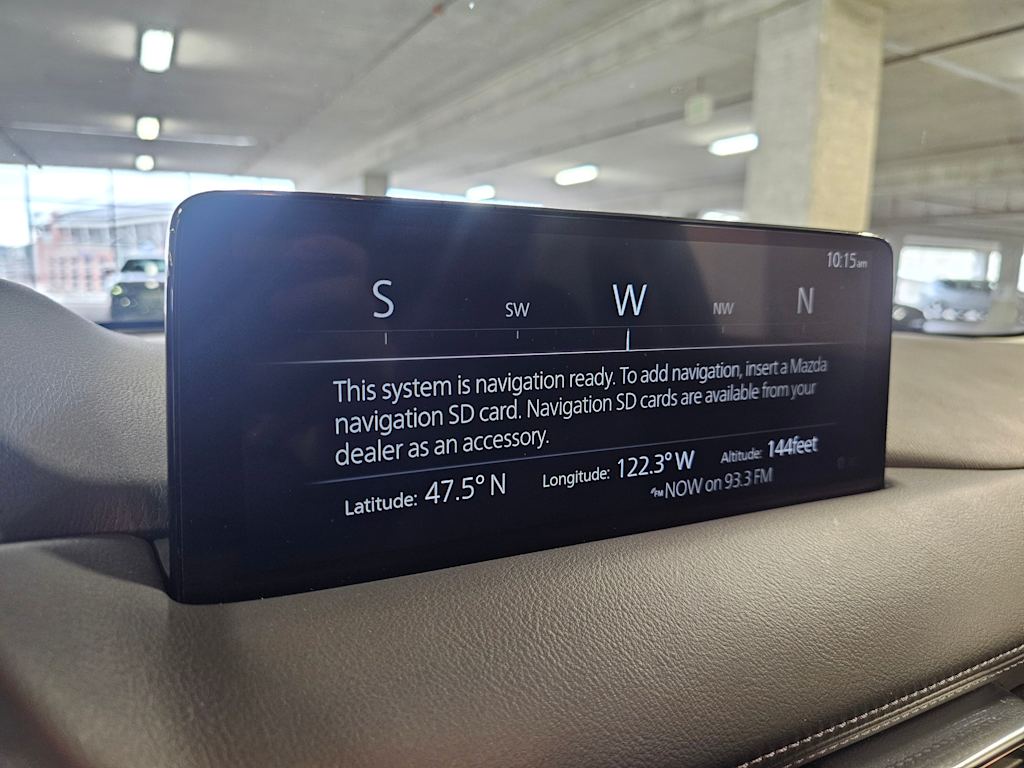 10:15am
S SW W NW N
This system is navigation ready. To add navigation, insert a Mazda
navigation SD card. Navigation SD cards are available from your
dealer as an accessory.
Latitude: 47.5° N Longitude: 122.3° W Altitude: 144feet
FM NOW on 93.3 FM